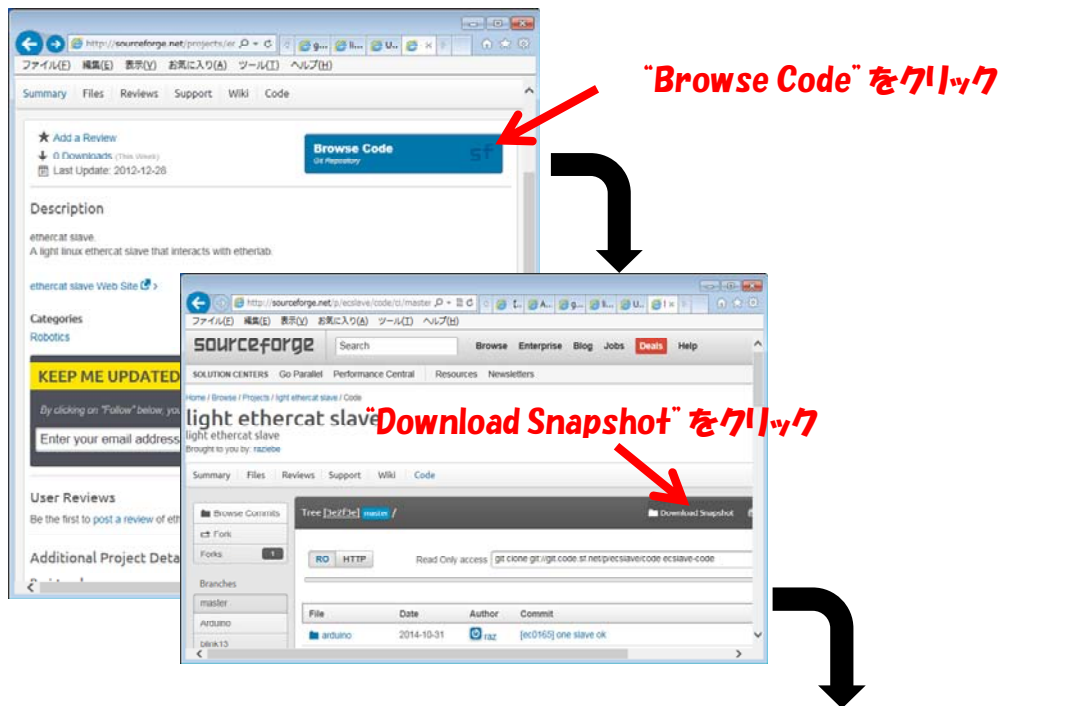 http://sourceforge.net/projects/er
g...
li...
U...
ファイル(F) 編集(E) 表示(V) お気に入り(A) ツール(T) ヘルプ(H)
Summary Files Reviews Support Wiki Code
"Browse Code" をクリック
Add a Review
0 Downloads (This Week)
Last Update: 2012-12-26
Browse Code
Git Repository
sf
Description
ethercat slave.
A light linux ethercat slave that interacts with etherlab.
ethercat slave Web Site
Categories
Robotics
KEEP ME UPDATED
By clicking on "Follow" below, you
Enter your email address
User Reviews
Be the first to post a review of eth
Additional Project Deta
http://sourceforge.net/p/ecslave/code/ci/master
A...
g...
li...
U...
ファイル(F) 編集(E) 表示(V) お気に入り(A) ツール(T) ヘルプ(H)
sourceforge
Search
Browse Enterprise Blog Jobs Deals Help
SOLUTION CENTERS Go Parallel Performance Central Resources Newsletters
Home / Browse / Projects / light ethercat slave / Code
light ethercat slave
"Download Snapshot" をクリック
light ethercat slave
Brought to you by: raziebe
Summary Files Reviews Support Wiki Code
Browse Commits
Fork
Forks 1
Branches
master
Arduino
blink13
Tree [3e2f3e] master /
Download Snapshot
RO HTTP
Read Only access
git clone git://git.code.sf.net/p/ecslave/code ecslave-code
File Date Author Commit
arduino 2014-10-31 raz [ec0165] one slave ok